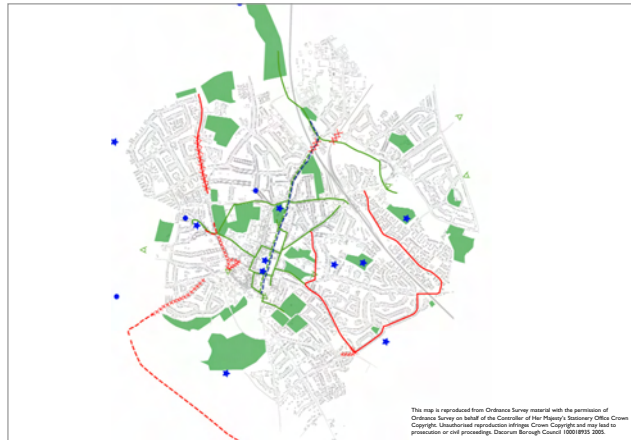 This map is reproduced from Ordnance Survey material with the permission of
Ordnance Survey on behalf of the Controller of Her Majesty's Stationery Office Crown
Copyright. Unauthorised reproduction infringes Crown Copyright and may lead to
prosecution or civil proceedings. Dacorum Borough Council 100018935 2005.